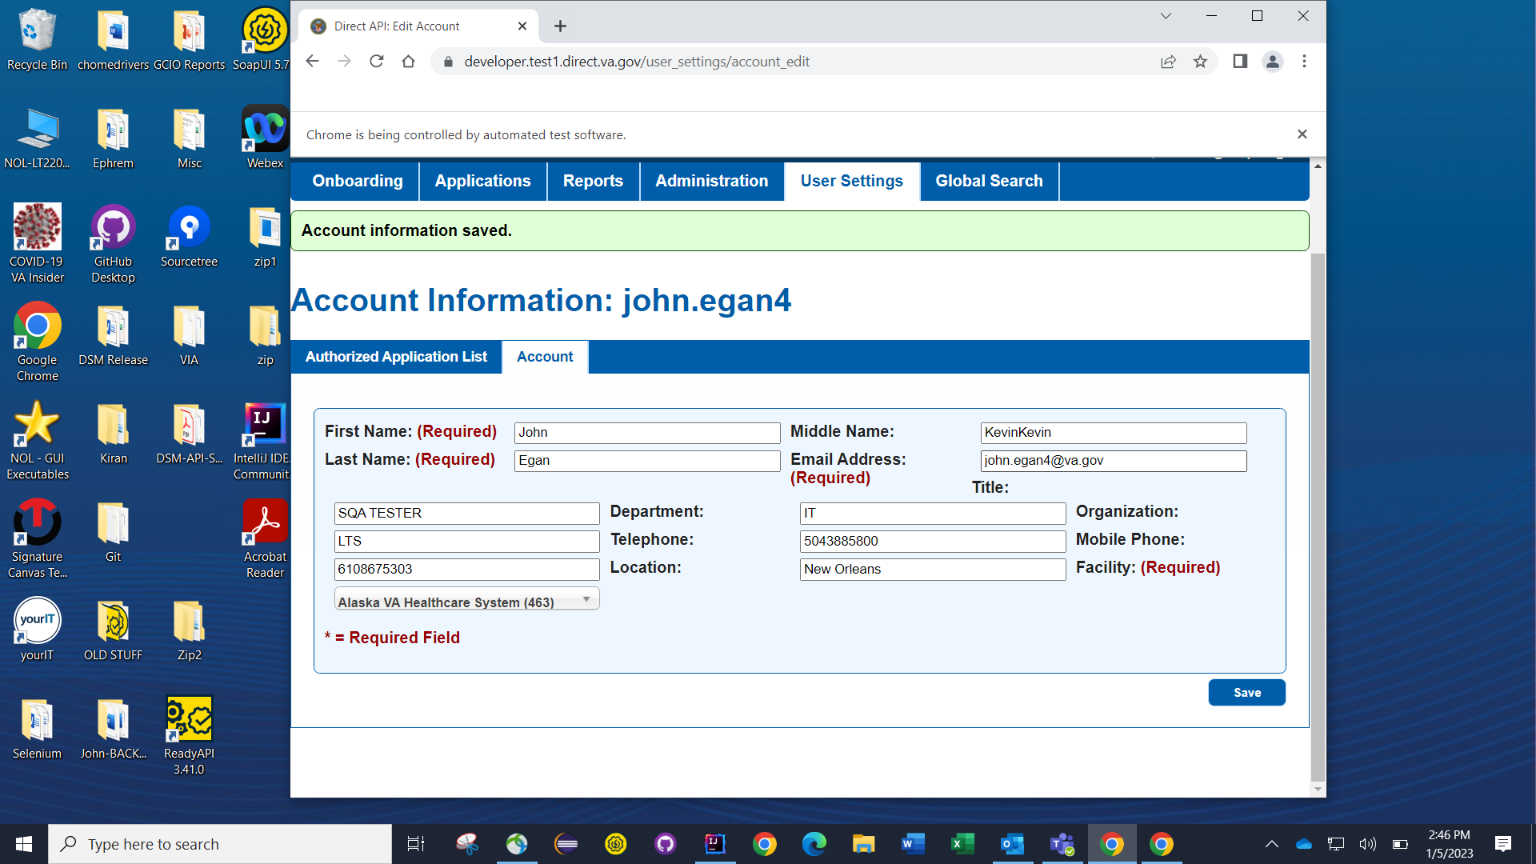 Recycle Bin
chomedrivers
GCIO Reports
SoapUI 5.7
NOL-LT220...
Ephrem
Misc
Webex
COVID-19
VA Insider
GitHub
Desktop
Sourcetree
zip1
Google
Chrome
DSM Release
VIA
zip
IJ
NOL - GUI
Executables
Kiran
DSM-API-S...
IntelliJ IDE
Communit
Signature
Canvas Te...
Git
Acrobat
Reader
yourIT
yourIT
OLD STUFF
Zip2
Selenium
John-BACK...
ReadyAPI
3.41.0
Direct API: Edit Account
developer.test1.direct.va.gov/user_settings/account_edit
Chrome is being controlled by automated test software.
Onboarding Applications Reports Administration User Settings Global Search
Account information saved.
Account Information: john.egan4
Authorized Application List Account
First Name: (Required) John Middle Name: KevinKevin
Last Name: (Required) Egan Email Address: john.egan4@va.gov
(Required)
Title:
SQA TESTER Department: IT Organization:
LTS Telephone: 5043885800 Mobile Phone:
6108675303 Location: New Orleans Facility: (Required)
Alaska VA Healthcare System (463)
* = Required Field
Save
Type here to search
2:46 PM
1/5/2023